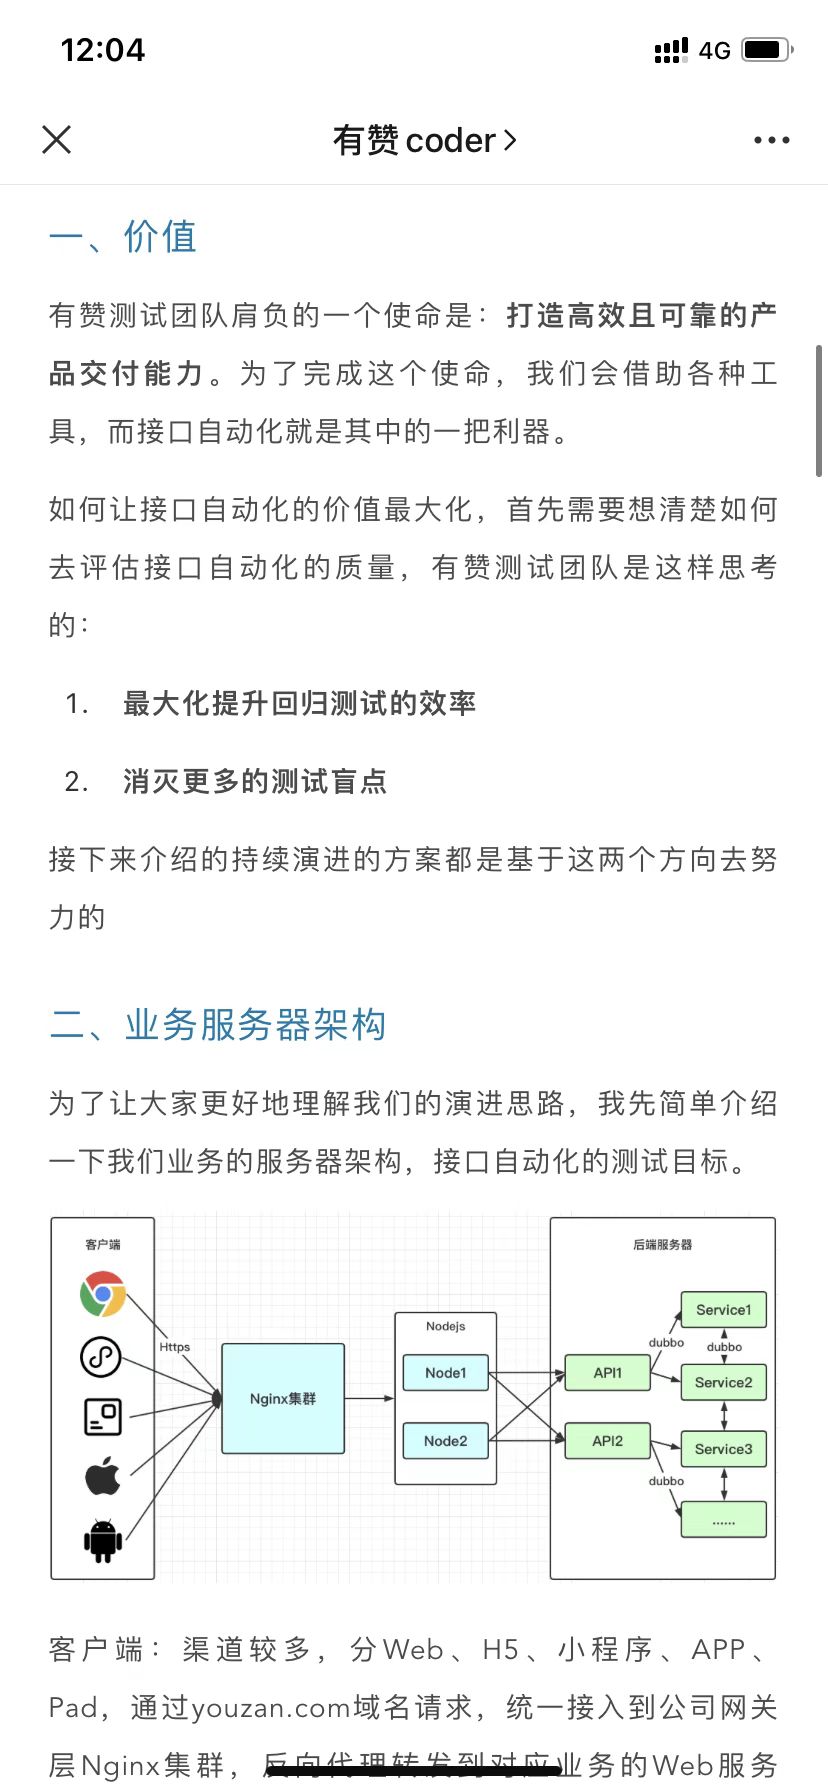 12:04
4G
有赞coder
一、价值
有赞测试团队肩负的一个使命是：打造高效且可靠的产
品交付能力。为了完成这个使命，我们会借助各种工
具，而接口自动化就是其中的一把利器。
如何让接口自动化的价值最大化，首先需要想清楚如何
去评估接口自动化的质量，有赞测试团队是这样思考
的：
1. 最大化提升回归测试的效率
2. 消灭更多的测试盲点
接下来介绍的持续演进的方案都是基于这两个方向去努
力的
二、业务服务器架构
为了让大家更好地理解我们的演进思路，我先简单介绍
一下我们业务的服务器架构，接口自动化的测试目标。
客户端
Https
Nginx集群
Nodejs
Node1
Node2
后端服务器
API1
API2
dubbo
dubbo
dubbo
Service1
Service2
Service3
......
客户端：渠道较多，分Web、H5、小程序、APP、
Pad，通过youzan.com域名请求，统一接入到公司网关
层Nginx集群，反向代理转发到对应业务的Web服务